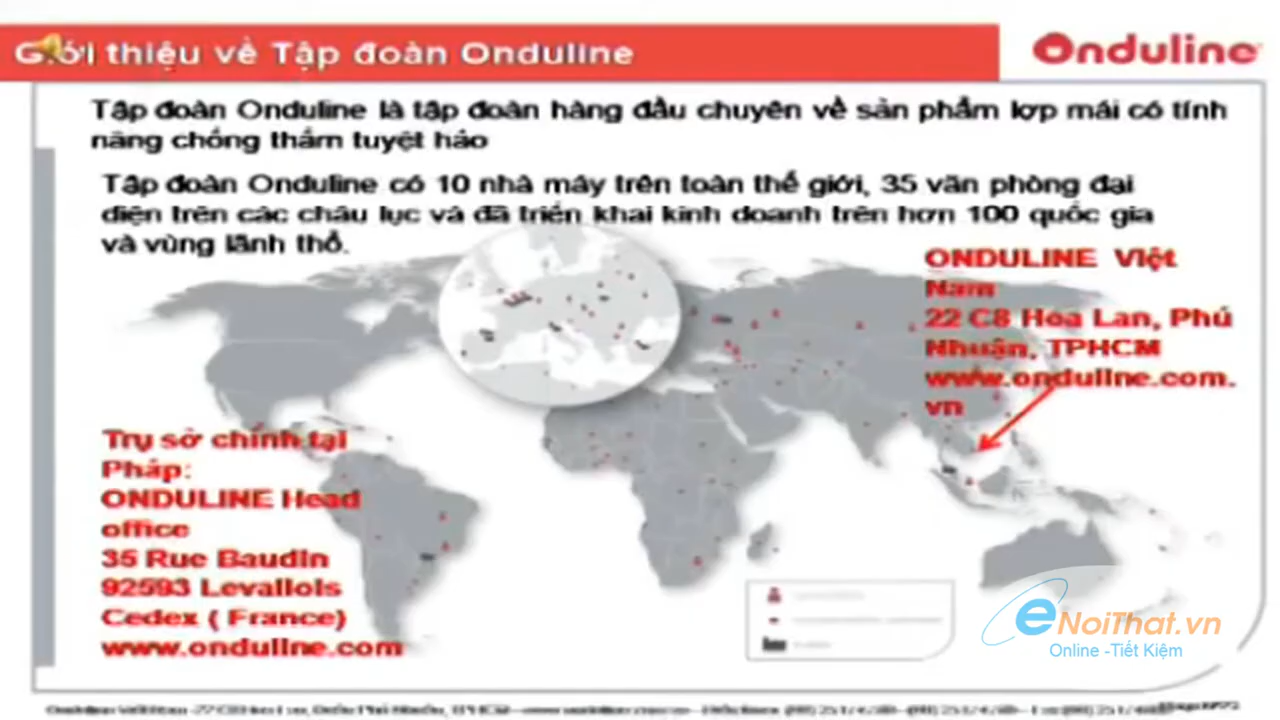 Giới thiệu về Tập đoàn Onduline
Onduline
Tập đoàn Onduline là tập đoàn hàng đầu chuyên về sản phẩm lợp mái có tính
năng chống thấm tuyệt hảo
Tập đoàn Onduline có 10 nhà máy trên toàn thế giới, 35 văn phòng đại
diện trên các châu lục và đã triển khai kinh doanh trên hơn 100 quốc gia
và vùng lãnh thổ.
ONDULINE Việt
Nam
22 C8 Hoa Lan, Phú
Nhuận, TPHCM
www.onduline.com.
vn
Trụ sở chính tại
Pháp:
ONDULINE Head
office
35 Rue Baudin
92593 Levallois
Cedex ( France)
www.onduline.com
eNoiThat.vn
Online -Tiết Kiệm